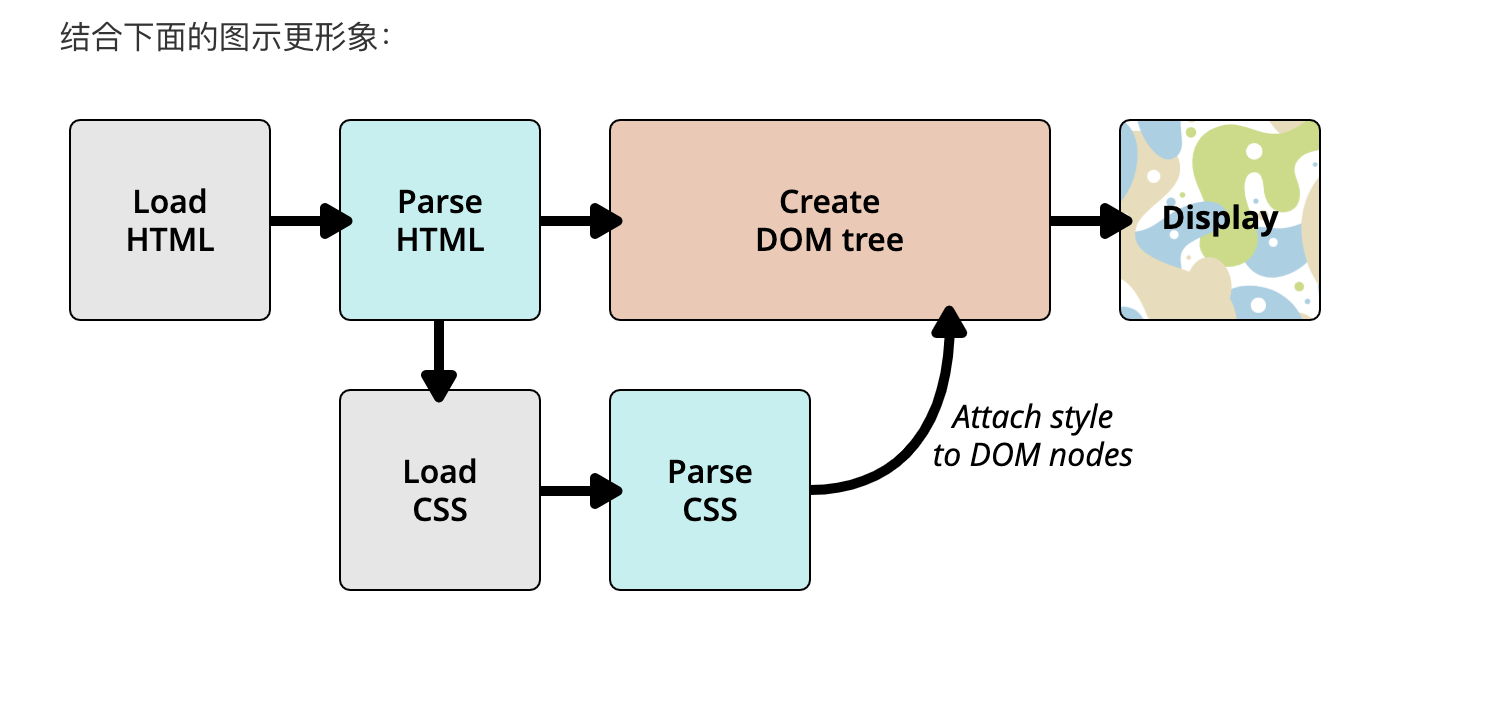 结合下面的图示更形象：
Load
HTML
Parse
HTML
Create
DOM tree
Display
Load
CSS
Parse
CSS
Attach style
to DOM nodes